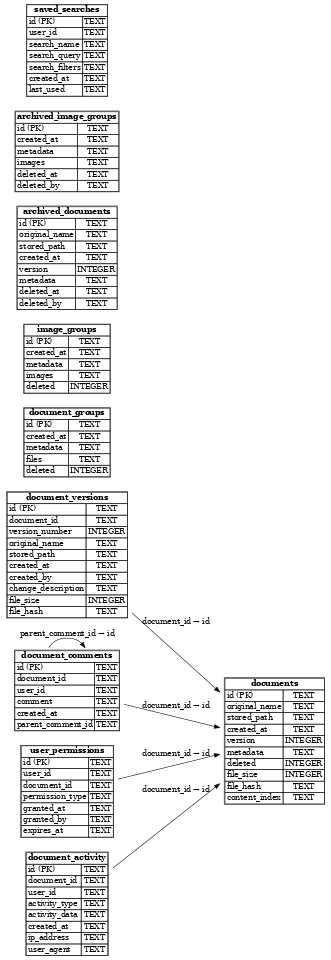 saved_searches
id (PK) TEXT
user_id TEXT
search_name TEXT
search_query TEXT
search_filters TEXT
created_at TEXT
last_used TEXT
archived_image_groups
id (PK) TEXT
created_at TEXT
metadata TEXT
images TEXT
deleted_at TEXT
deleted_by TEXT
archived_documents
id (PK) TEXT
original_name TEXT
stored_path TEXT
created_at TEXT
version INTEGER
metadata TEXT
deleted_at TEXT
deleted_by TEXT
image_groups
id (PK) TEXT
created_at TEXT
metadata TEXT
images TEXT
deleted INTEGER
document_groups
id (PK) TEXT
created_at TEXT
metadata TEXT
files TEXT
deleted INTEGER
document_versions
id (PK) TEXT
document_id TEXT
version_number INTEGER
original_name TEXT
stored_path TEXT
created_at TEXT
created_by TEXT
change_description TEXT
file_size INTEGER
file_hash TEXT
document_id → id
parent_comment_id → id
document_comments
id (PK) TEXT
document_id TEXT
user_id TEXT
comment TEXT
created_at TEXT
parent_comment_id TEXT
document_id → id
user_permissions
id (PK) TEXT
user_id TEXT
document_id TEXT
permission_type TEXT
granted_at TEXT
granted_by TEXT
expires_at TEXT
document_id → id
document_activity
id (PK) TEXT
document_id TEXT
user_id TEXT
activity_type TEXT
activity_data TEXT
created_at TEXT
ip_address TEXT
user_agent TEXT
document_id → id
documents
id (PK) TEXT
original_name TEXT
stored_path TEXT
created_at TEXT
version INTEGER
metadata TEXT
deleted INTEGER
file_size INTEGER
file_hash TEXT
content_index TEXT